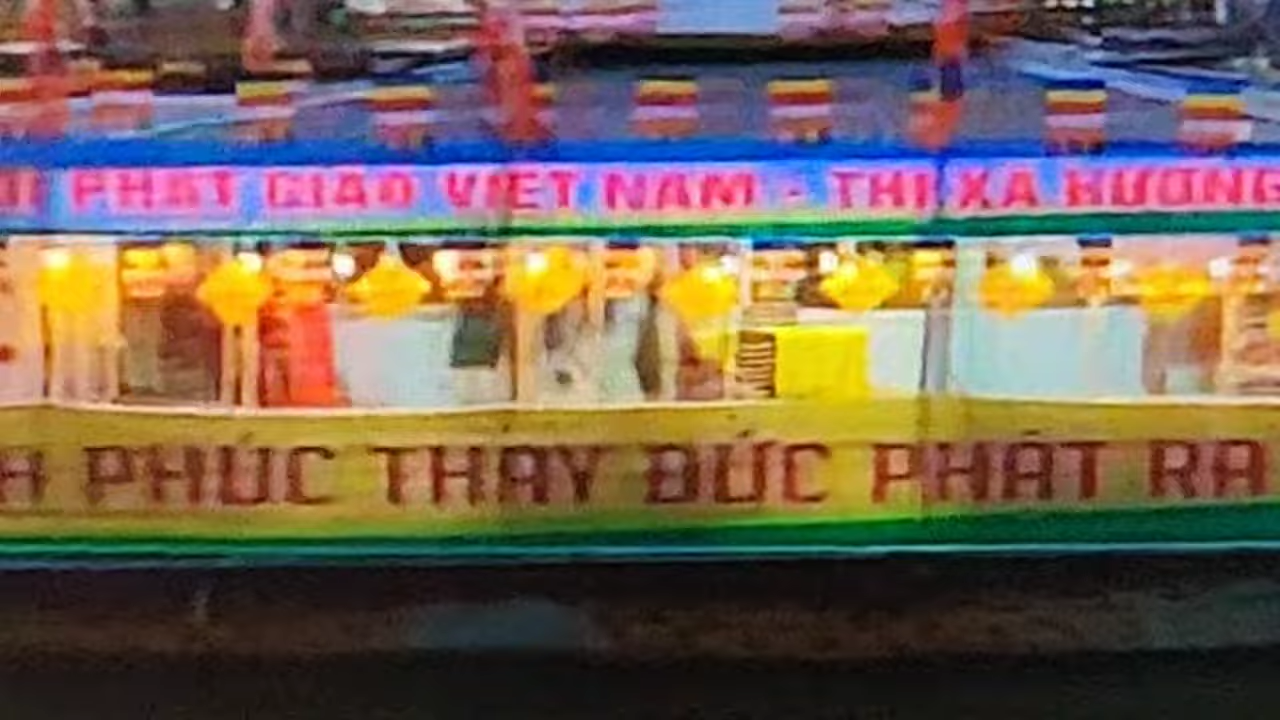 PHẬT GIÁO VIỆT NAM - THỊ XÃ HƯƠNG
H PHÚC THAY ĐỨC PHẬT RA